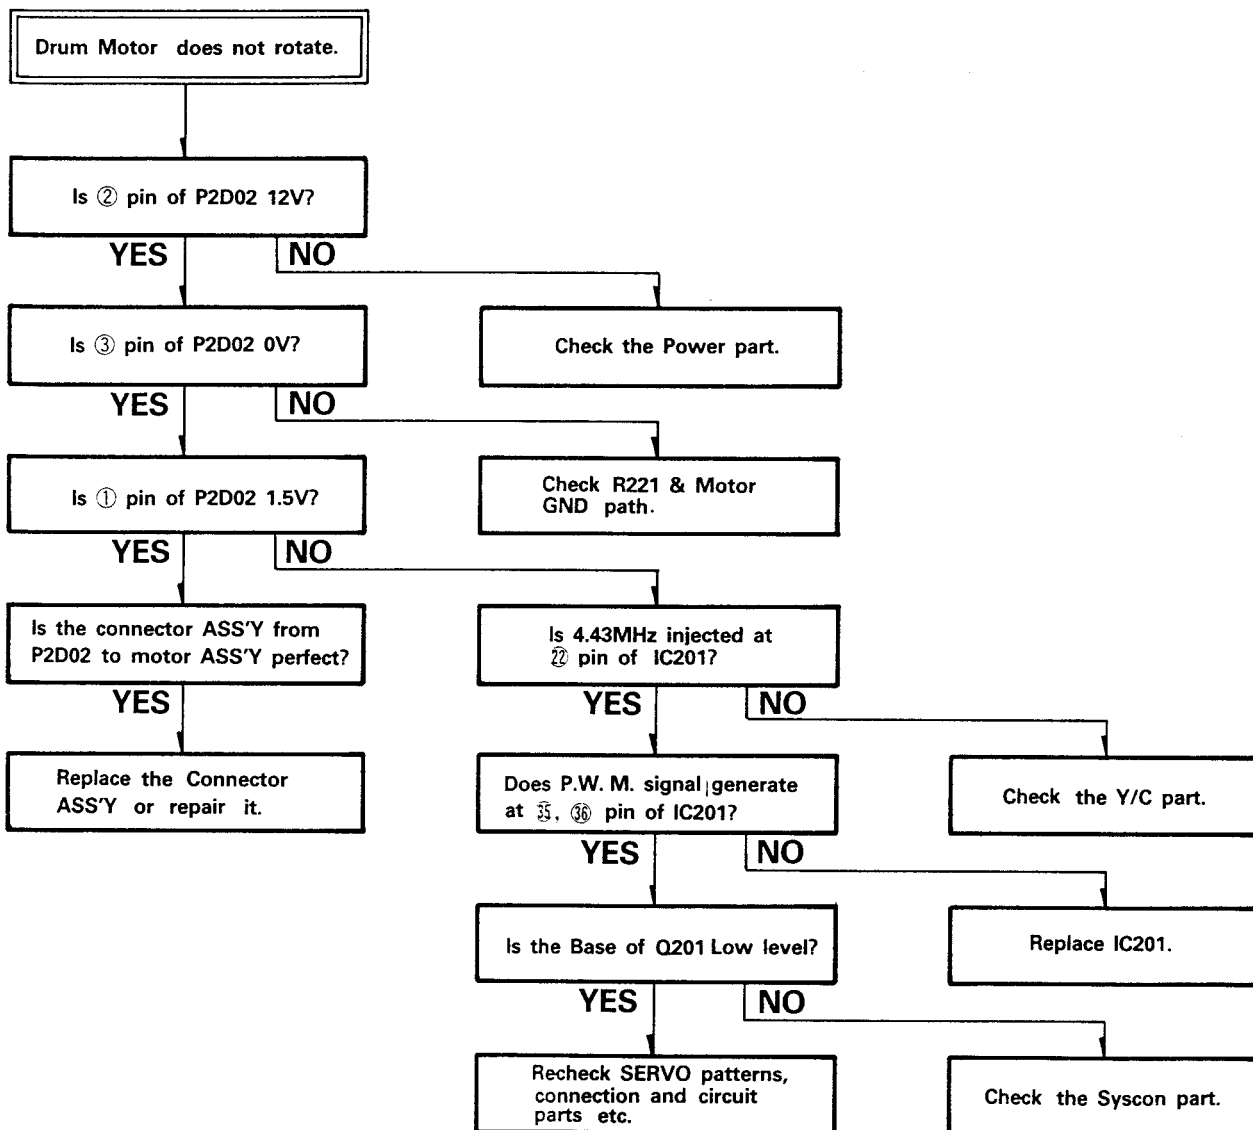 Drum Motor does not rotate.
Is ② pin of P2D02 12V?
YES
NO
Is ③ pin of P2D02 0V?
Check the Power part.
YES
NO
Is ① pin of P2D02 1.5V?
Check R221 & Motor
GND path.
YES
NO
Is the connector ASS'Y from
P2D02 to motor ASS'Y perfect?
Is 4.43MHz injected at
㉒ pin of IC201?
YES
YES
NO
Replace the Connector
ASS'Y or repair it.
Does P.W. M. signal generate
at ㉟, ㊱ pin of IC201?
Check the Y/C part.
YES
NO
Is the Base of Q201 Low level?
Replace IC201.
YES
NO
Recheck SERVO patterns,
connection and circuit
parts etc.
Check the Syscon part.